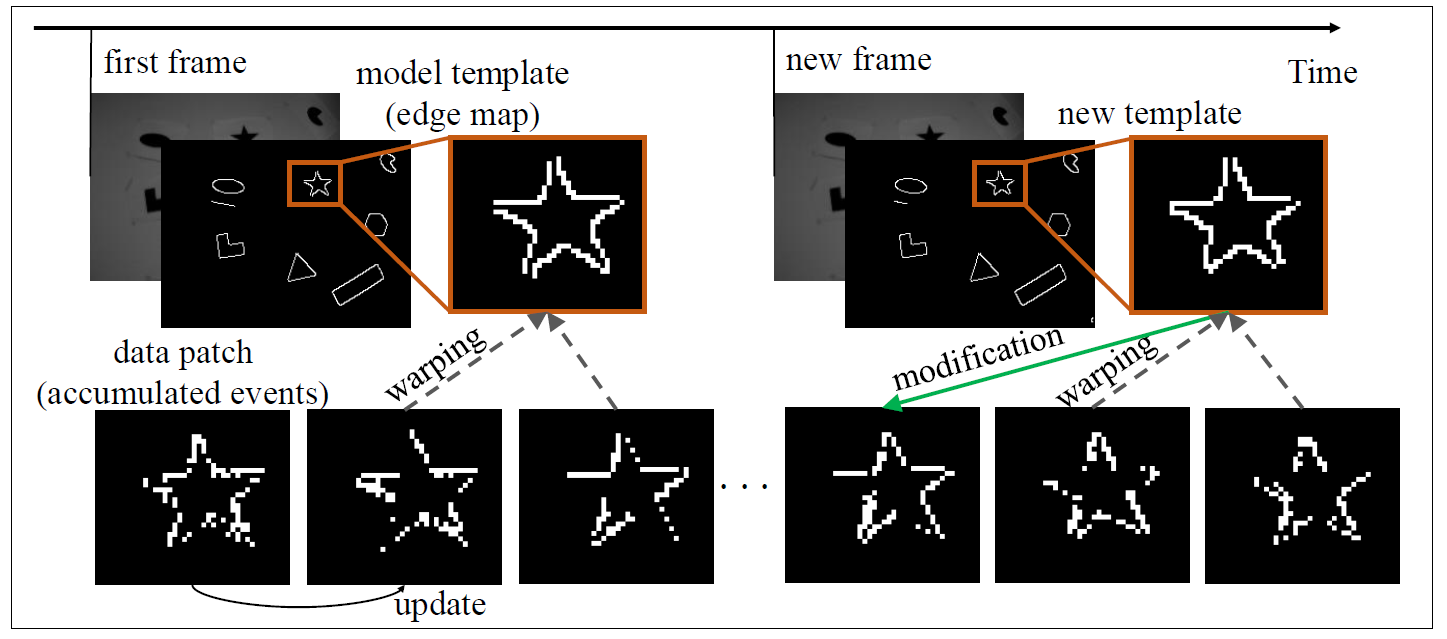 first frame
model template
(edge map)
new frame
Time
new template
data patch
(accumulated events)
warping
modification
warping
. . .
update